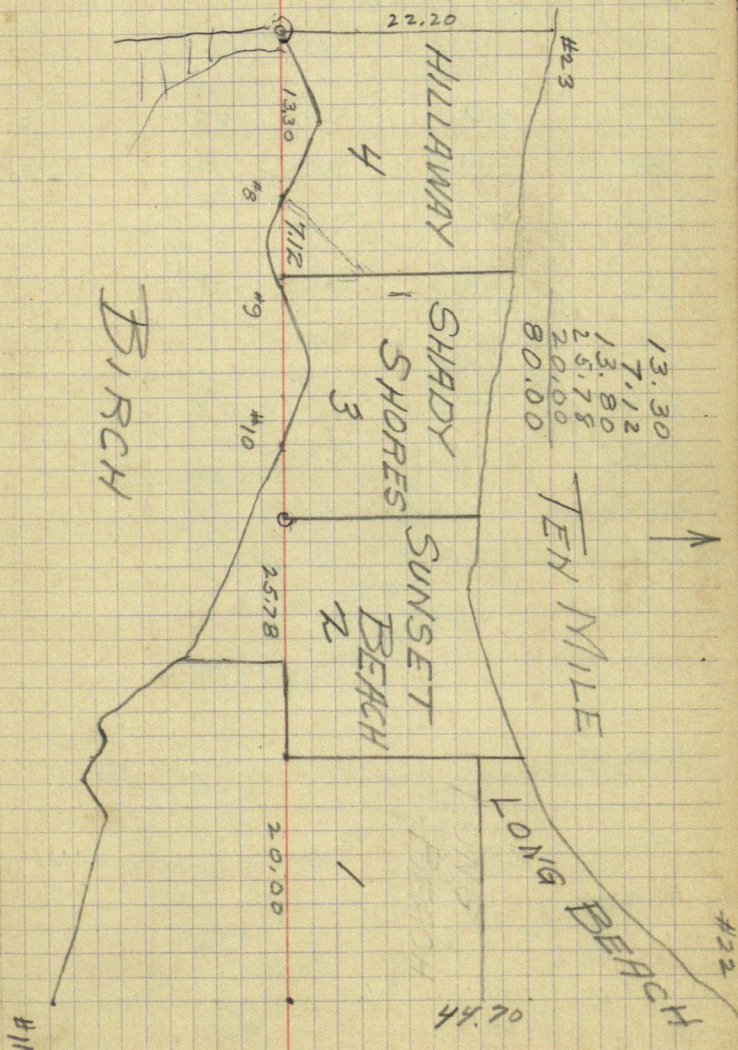 22.20
#23
HILLAWAY
4
13.30
#8
7.12
#9
SHADY
SHORES
3
#10
BIRCH
13.30
7.12
13.80
25.78
20.00
80.00
TEN MILE
SUNSET
BEACH
2
25.78
LONG BEACH
LONG
BEACH
1
20.00
44.70
#22
#11